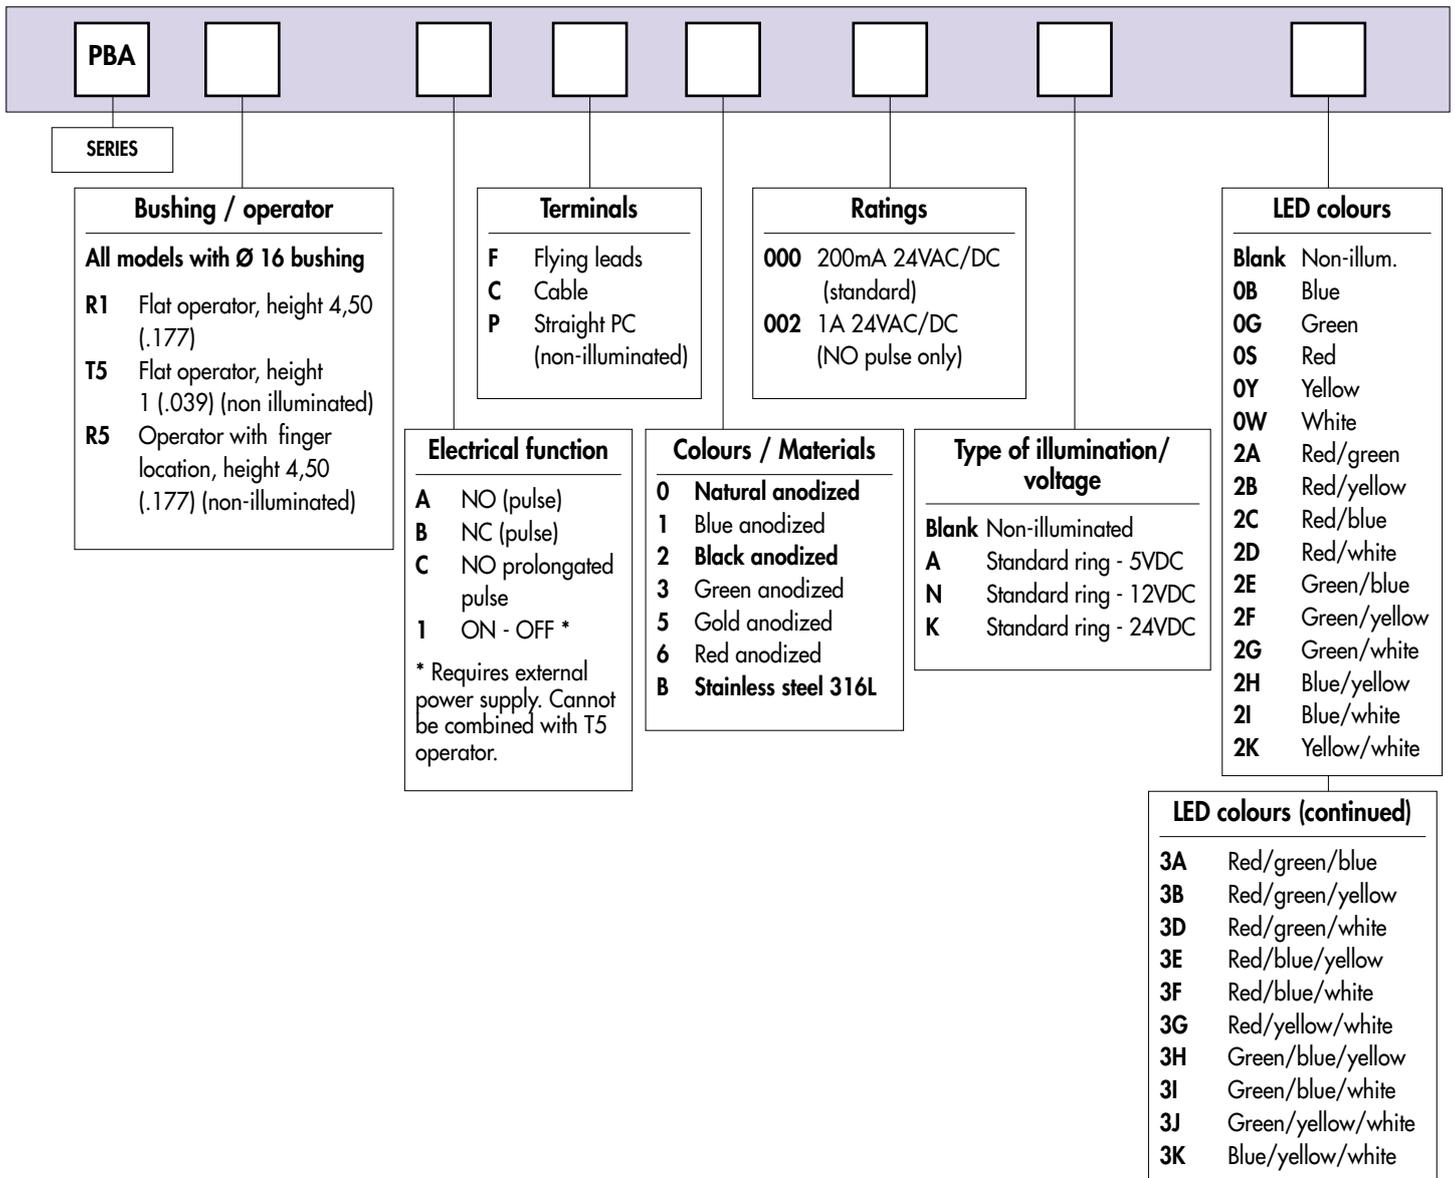 PBA
SERIES
Bushing / operator
All models with Ø 16 bushing
R1 Flat operator, height 4,50
(.177)
T5 Flat operator, height
1 (.039) (non illuminated)
R5 Operator with finger
location, height 4,50
(.177) (non-illuminated)
Electrical function
A NO (pulse)
B NC (pulse)
C NO prolongated
pulse
1 ON - OFF *
* Requires external
power supply. Cannot
be combined with T5
operator.
Terminals
F Flying leads
C Cable
P Straight PC
(non-illuminated)
Colours / Materials
0 Natural anodized
1 Blue anodized
2 Black anodized
3 Green anodized
5 Gold anodized
6 Red anodized
B Stainless steel 316L
Ratings
000 200mA 24VAC/DC
(standard)
002 1A 24VAC/DC
(NO pulse only)
Type of illumination/
voltage
Blank Non-illuminated
A Standard ring - 5VDC
N Standard ring - 12VDC
K Standard ring - 24VDC
LED colours
Blank Non-illum.
0B Blue
0G Green
0S Red
0Y Yellow
0W White
2A Red/green
2B Red/yellow
2C Red/blue
2D Red/white
2E Green/blue
2F Green/yellow
2G Green/white
2H Blue/yellow
2I Blue/white
2K Yellow/white
LED colours (continued)
3A Red/green/blue
3B Red/green/yellow
3D Red/green/white
3E Red/blue/yellow
3F Red/blue/white
3G Red/yellow/white
3H Green/blue/yellow
3I Green/blue/white
3J Green/yellow/white
3K Blue/yellow/white